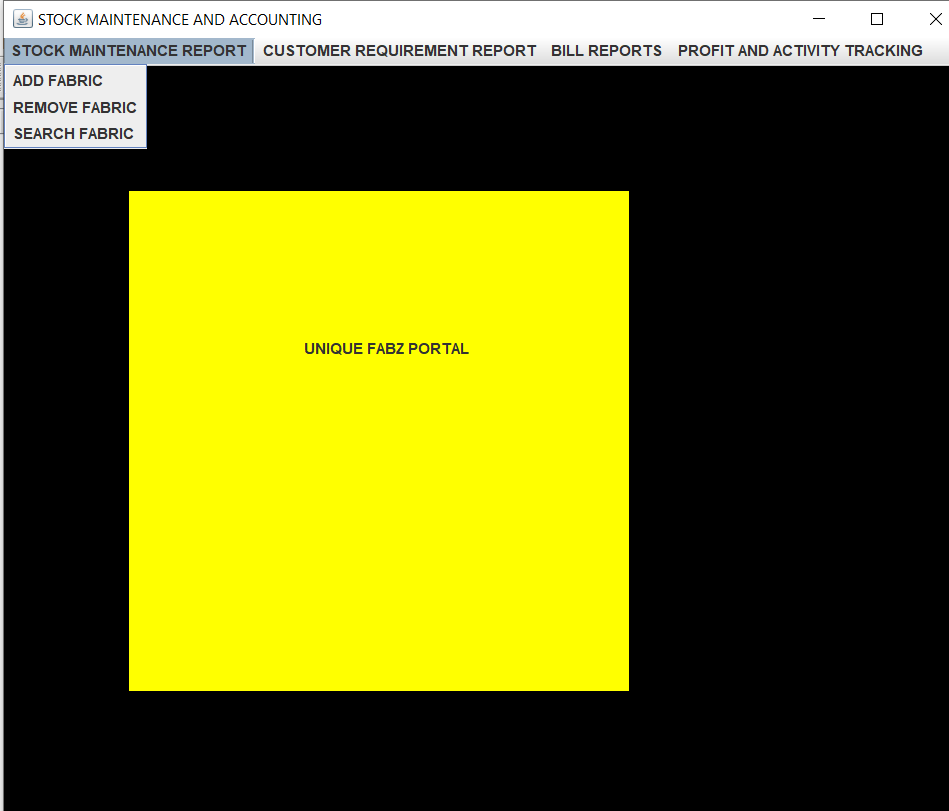 STOCK MAINTENANCE AND ACCOUNTING
STOCK MAINTENANCE REPORT CUSTOMER REQUIREMENT REPORT BILL REPORTS PROFIT AND ACTIVITY TRACKING
ADD FABRIC
REMOVE FABRIC
SEARCH FABRIC
UNIQUE FABZ PORTAL